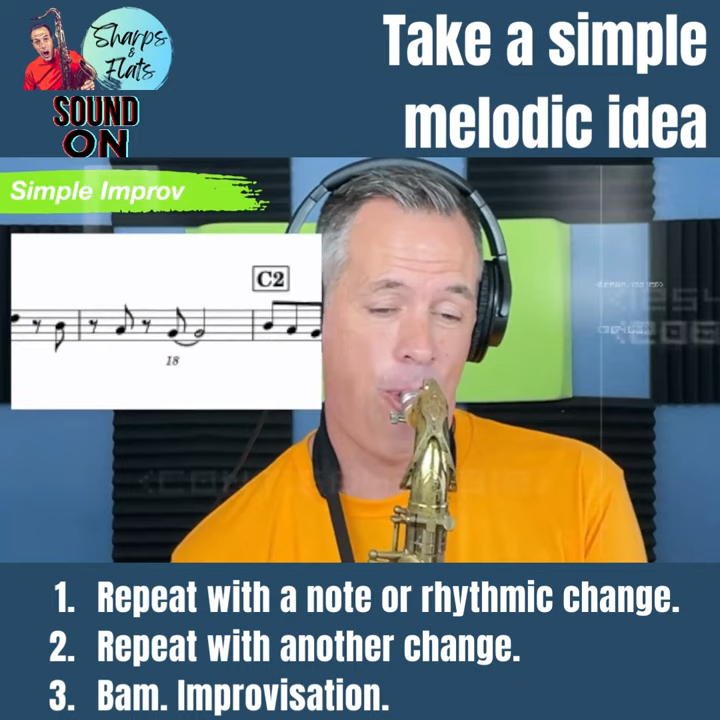 Sharps
&
Flats
SOUND
ON
Take a simple
melodic idea
Simple Improv
C2
18
1. Repeat with a note or rhythmic change.
2. Repeat with another change.
3. Bam. Improvisation.